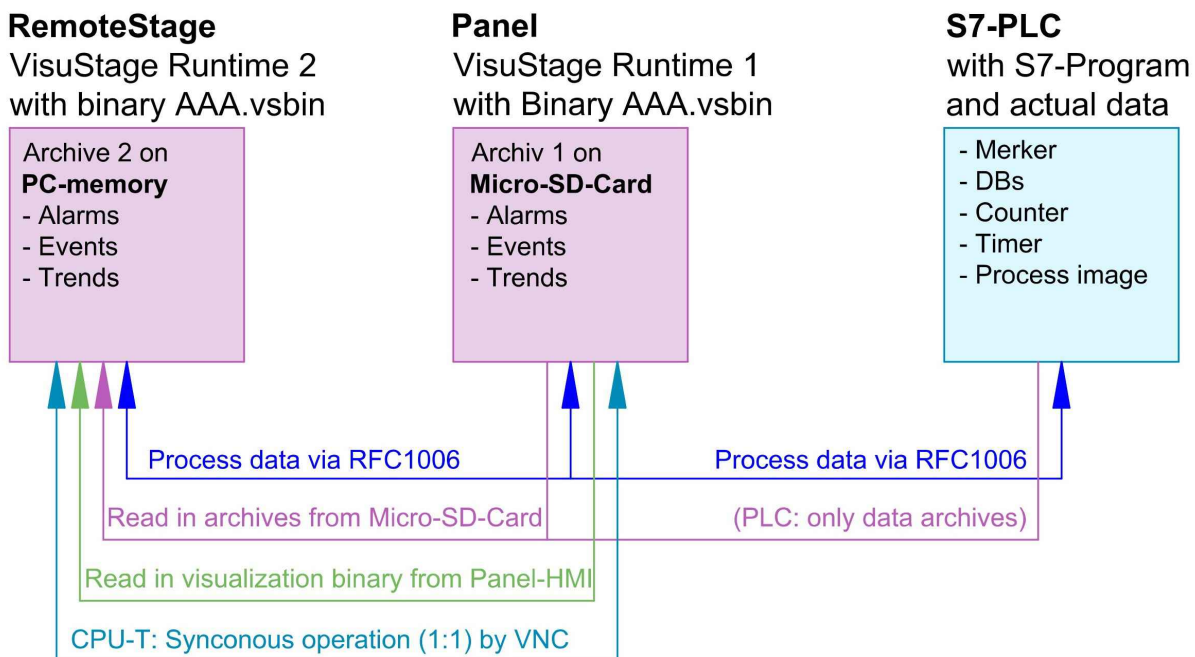 RemoteStage
VisuStage Runtime 2
with binary AAA.vsbin
Archive 2 on
PC-memory
- Alarms
- Events
- Trends
Panel
VisuStage Runtime 1
with Binary AAA.vsbin
Archiv 1 on
Micro-SD-Card
- Alarms
- Events
- Trends
S7-PLC
with S7-Program
and actual data
- Merker
- DBs
- Counter
- Timer
- Process image
Process data via RFC1006
Process data via RFC1006
Read in archives from Micro-SD-Card
(PLC: only data archives)
Read in visualization binary from Panel-HMI
CPU-T: Synconous operation (1:1) by VNC